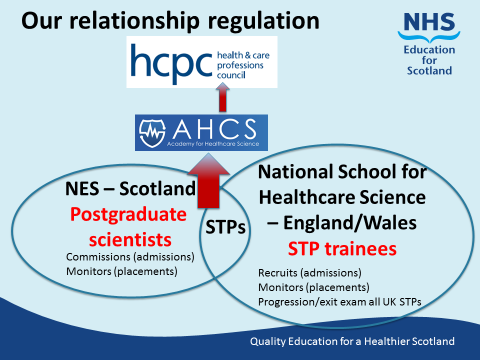 Our relationship regulation
NHS
Education
for
Scotland
hcpc
health & care
professions
council
AHCS
Academy for Healthcare Science
NES – Scotland
Postgraduate
scientists
Commissions (admissions)
Monitors (placements)
STPs
National School for
Healthcare Science
– England/Wales
STP trainees
Recruits (admissions)
Monitors (placements)
Progression/exit exam all UK STPs
Quality Education for a Healthier Scotland